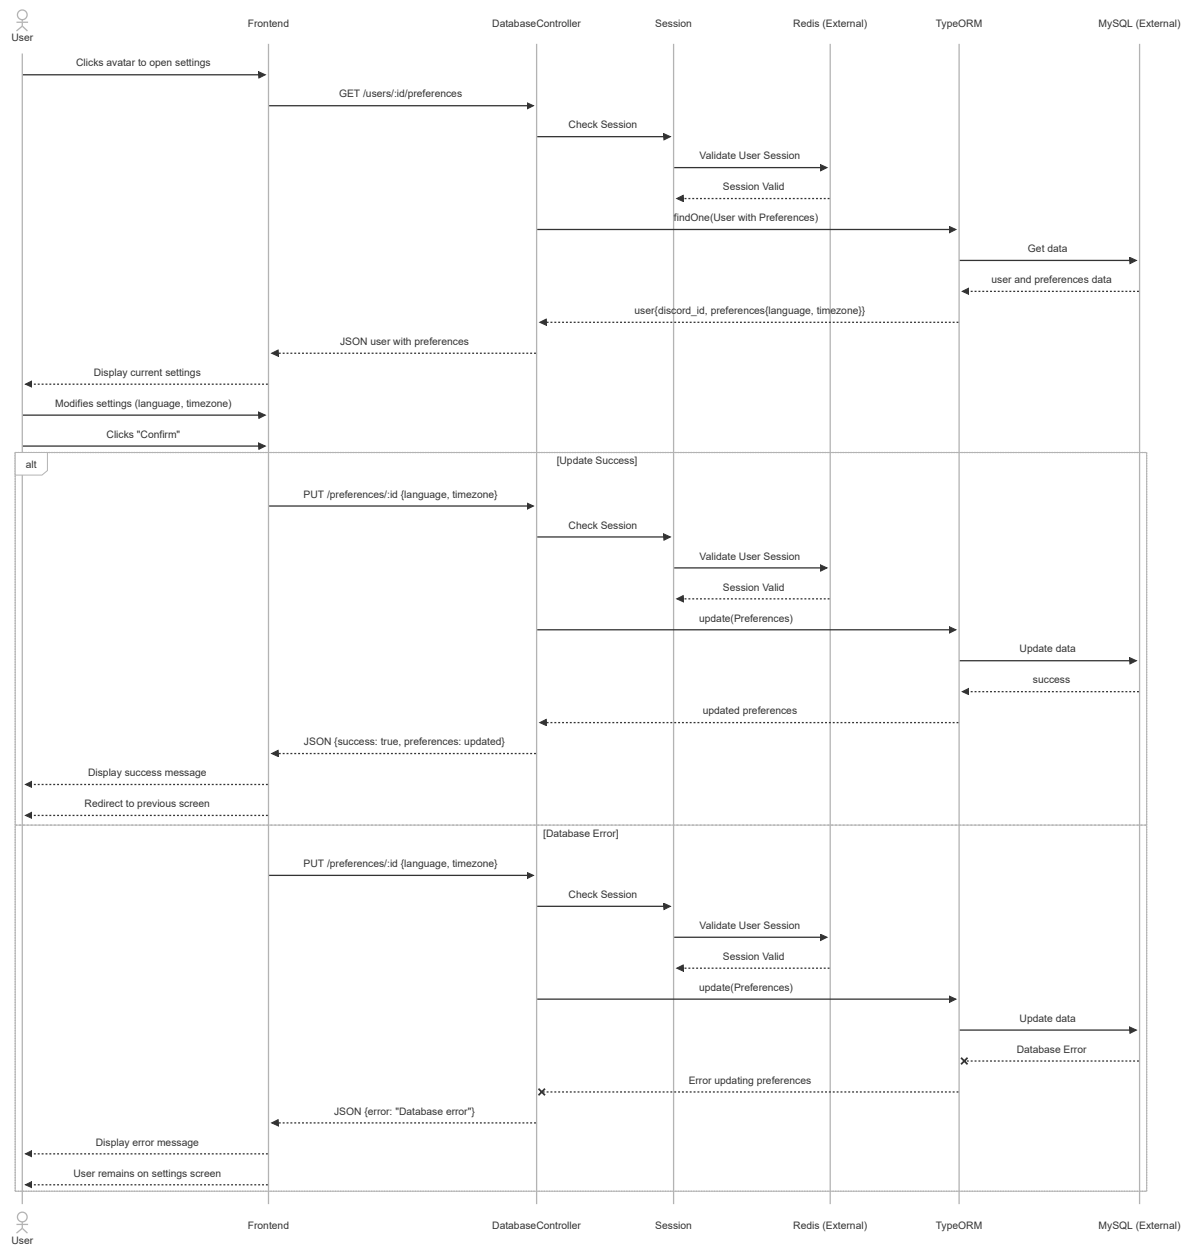 User
Frontend
DatabaseController
Session
Redis (External)
TypeORM
MySQL (External)
Clicks avatar to open settings
GET /users/:id/preferences
Check Session
Validate User Session
Session Valid
findOne(User with Preferences)
Get data
user and preferences data
user{discord_id, preferences{language, timezone}}
JSON user with preferences
Display current settings
Modifies settings (language, timezone)
Clicks "Confirm"
alt
[Update Success]
PUT /preferences/:id {language, timezone}
Check Session
Validate User Session
Session Valid
update(Preferences)
Update data
success
updated preferences
JSON {success: true, preferences: updated}
Display success message
Redirect to previous screen
[Database Error]
PUT /preferences/:id {language, timezone}
Check Session
Validate User Session
Session Valid
update(Preferences)
Update data
Database Error
Error updating preferences
JSON {error: "Database error"}
Display error message
User remains on settings screen
User
Frontend
DatabaseController
Session
Redis (External)
TypeORM
MySQL (External)